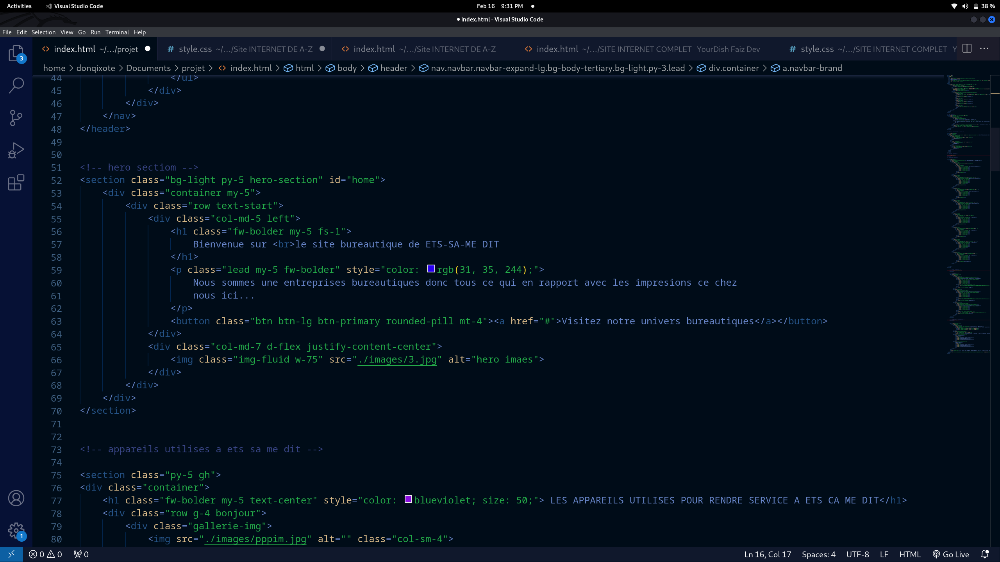 Activities Visual Studio Code Feb 16 9:31 PM 38 %
index.html - Visual Studio Code
File Edit Selection View Go Run Terminal Help
index.html ~/.../projet style.css ~/.../Site INTERNET DE A-Z index.html ~/.../Site INTERNET DE A-Z index.html ~/.../SITE INTERNET COMPLET YourDish Faiz Dev style.css ~/.../SITE INTERNET COMPLET Y
home > donqixote > Documents > projet > index.html > html > body > header > nav.navbar.navbar-expand-lg.bg-body-tertiary.bg-light.py-3.lead > div.container > a.navbar-brand
44 </ul>
45 </div>
46 </div>
47 </nav>
48 </header>
49
50
51 <!-- hero sectiom -->
52 <section class="bg-light py-5 hero-section" id="home">
53 <div class="container my-5">
54 <div class="row text-start">
55 <div class="col-md-5 left">
56 <h1 class="fw-bolder my-5 fs-1">
57 Bienvenue sur <br>le site bureautique de ETS-SA-ME DIT
58 </h1>
59 <p class="lead my-5 fw-bolder" style="color: rgb(31, 35, 244);">
60 Nous sommes une entreprises bureautiques donc tous ce qui en rapport avec les impresions ce chez
61 nous ici...
62 </p>
63 <button class="btn btn-lg btn-primary rounded-pill mt-4"><a href="#">Visitez notre univers bureautiques</a></button>
64 </div>
65 <div class="col-md-7 d-flex justify-content-center">
66 <img class="img-fluid w-75" src="./images/3.jpg" alt="hero imaes">
67 </div>
68 </div>
69 </div>
70 </section>
71
72
73 <!-- appareils utilises a ets sa me dit -->
74
75 <section class="py-5 gh">
76 <div class="container">
77 <h1 class="fw-bolder my-5 text-center" style="color: blueviolet; size: 50;"> LES APPAREILS UTILISES POUR RENDRE SERVICE A ETS CA ME DIT</h1>
78 <div class="row g-4 bonjour">
79 <div class="gallerie-img">
80 <img src="./images/pppim.jpg" alt="" class="col-sm-4">
3
1
0 0 0 Ln 16, Col 17 Spaces: 4 UTF-8 LF HTML Go Live